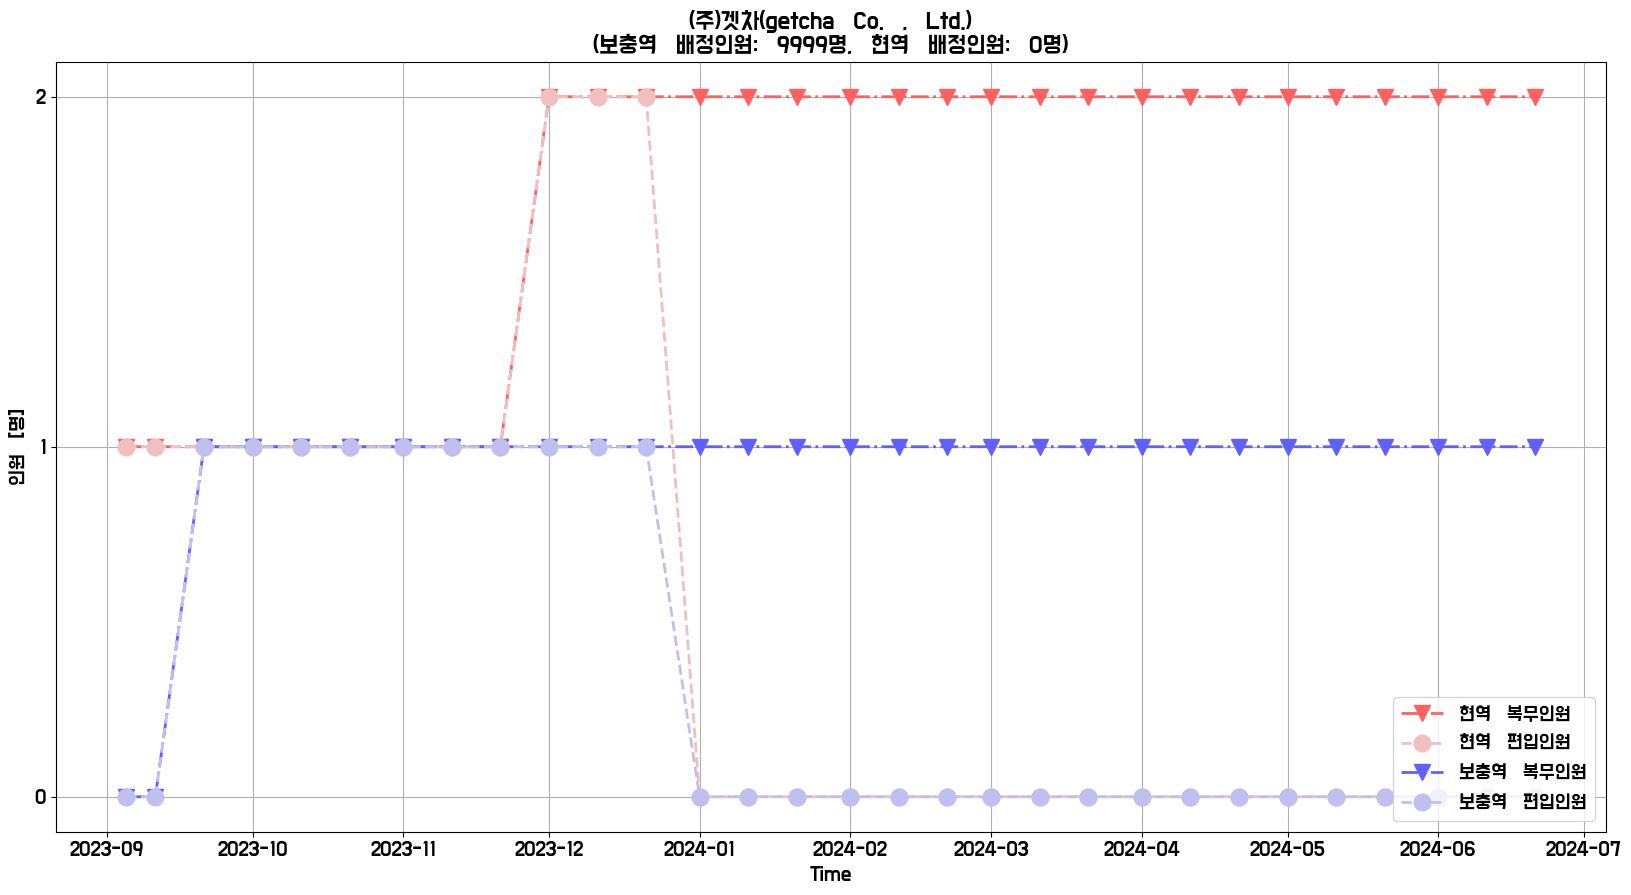 (주)겟차(getcha Co. , Ltd.)
(보충역 배정인원: 9999명, 현역 배정인원: 0명)
2
1
0
인원 [명]
2023-09 2023-10 2023-11 2023-12 2024-01 2024-02 2024-03 2024-04 2024-05 2024-06 2024-07
Time
현역 복무인원
현역 편입인원
보충역 복무인원
보충역 편입인원